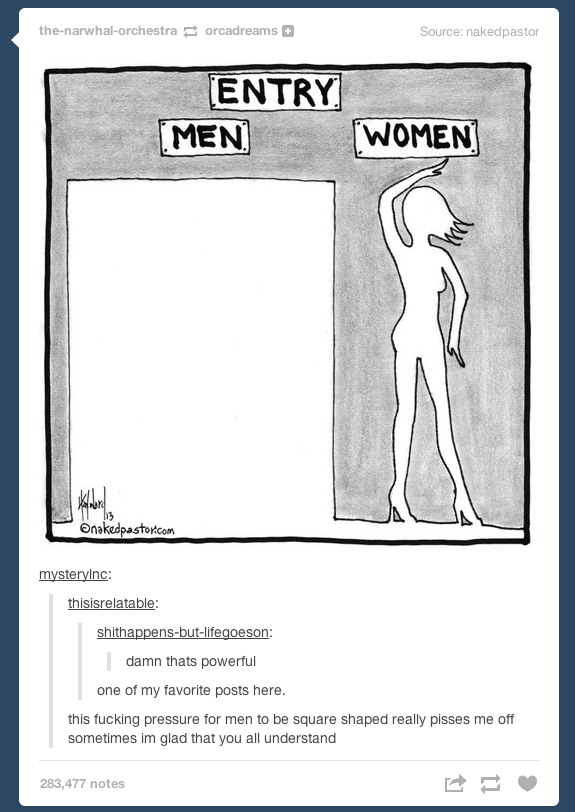 the-narwhal-orchestra orcadreams
Source: nakedpastor
ENTRY
MEN
WOMEN
13
©nakedpastor.com
mysterylnc:
thisisrelatable:
shithappens-but-lifegoeson:
damn thats powerful
one of my favorite posts here.
this fucking pressure for men to be square shaped really pisses me off
sometimes im glad that you all understand
283,477 notes